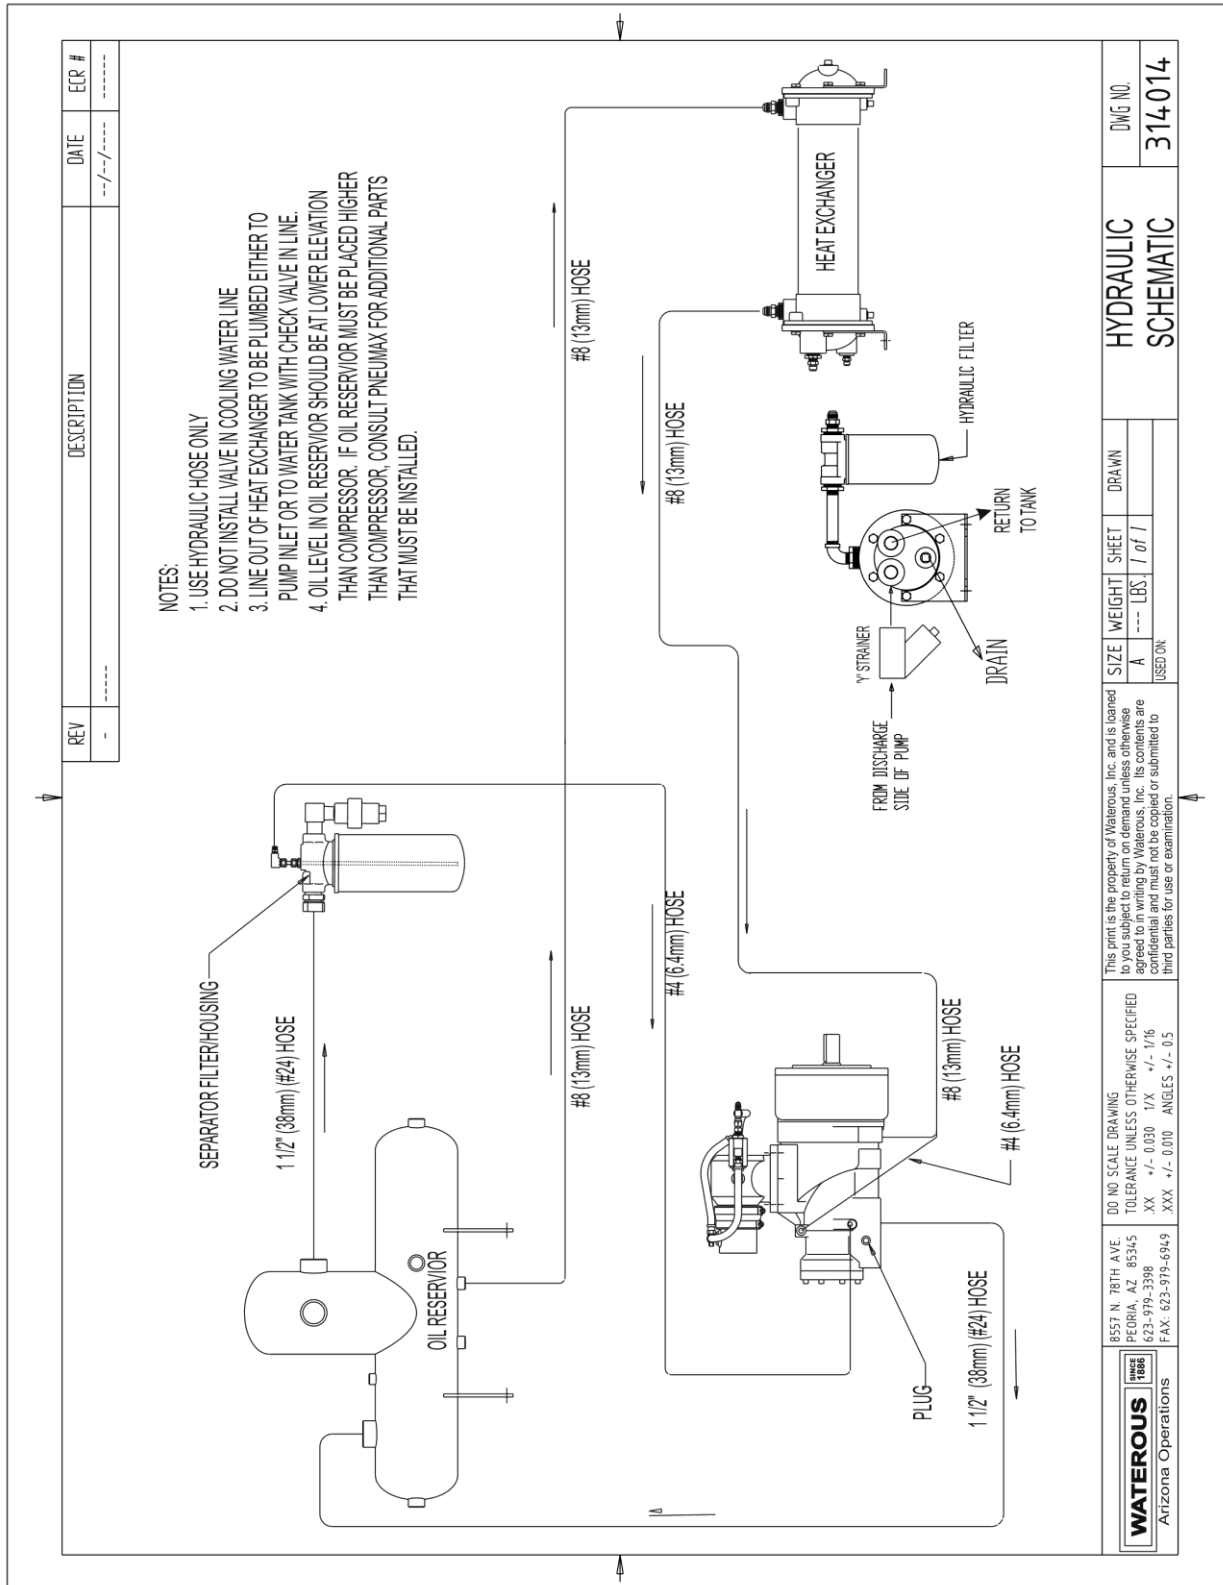 REV
DESCRIPTION
DATE
ECR #
-
-----
--/--/----
------
NOTES:
1. USE HYDRAULIC HOSE ONLY
2. DO NOT INSTALL VALVE IN COOLING WATER LINE
3. LINE OUT OF HEAT EXCHANGER TO BE PLUMBED EITHER TO
PUMP INLET OR TO WATER TANK WITH CHECK VALVE IN LINE.
4. OIL LEVEL IN OIL RESERVIOR SHOULD BE AT LOWER ELEVATION
THAN COMPRESSOR. IF OIL RESERVIOR MUST BE PLACED HIGHER
THAN COMPRESSOR, CONSULT PNEUMAX FOR ADDITIONAL PARTS
THAT MUST BE INSTALLED.
SEPARATOR FILTER/HOUSING
1 1/2" (38mm) (#24) HOSE
OIL RESERVIOR
#8 (13mm) HOSE
#8 (13mm) HOSE
#4 (6.4mm) HOSE
#8 (13mm) HOSE
HEAT EXCHANGER
HYDRAULIC FILTER
RETURN
TO TANK
'Y' STRAINER
DRAIN
FROM DISCHARGE
SIDE OF PUMP
#8 (13mm) HOSE
#4 (6.4mm) HOSE
PLUG
1 1/2" (38mm) (#24) HOSE
WATEROUS
SINCE
1886
Arizona Operations
8557 N. 78TH AVE.
PEORIA, AZ 85345
623-979-3398
FAX: 623-979-6949
DO NO SCALE DRAWING
TOLERANCE UNLESS OTHERWISE SPECIFIED
.XX +/- 0.030 1/X +/- 1/16
.XXX +/- 0.010 ANGLES +/- 0.5
This print is the property of Waterous, Inc. and is loaned
to you subject to return on demand unless otherwise
agreed to in writing by Waterous, Inc. Its contents are
confidential and must not be copied or submitted to
third parties for use or examination.
SIZE
WEIGHT
SHEET
DRAWN
A
--- LBS.
1 of 1
USED ON:
HYDRAULIC
SCHEMATIC
DWG NO.
314014